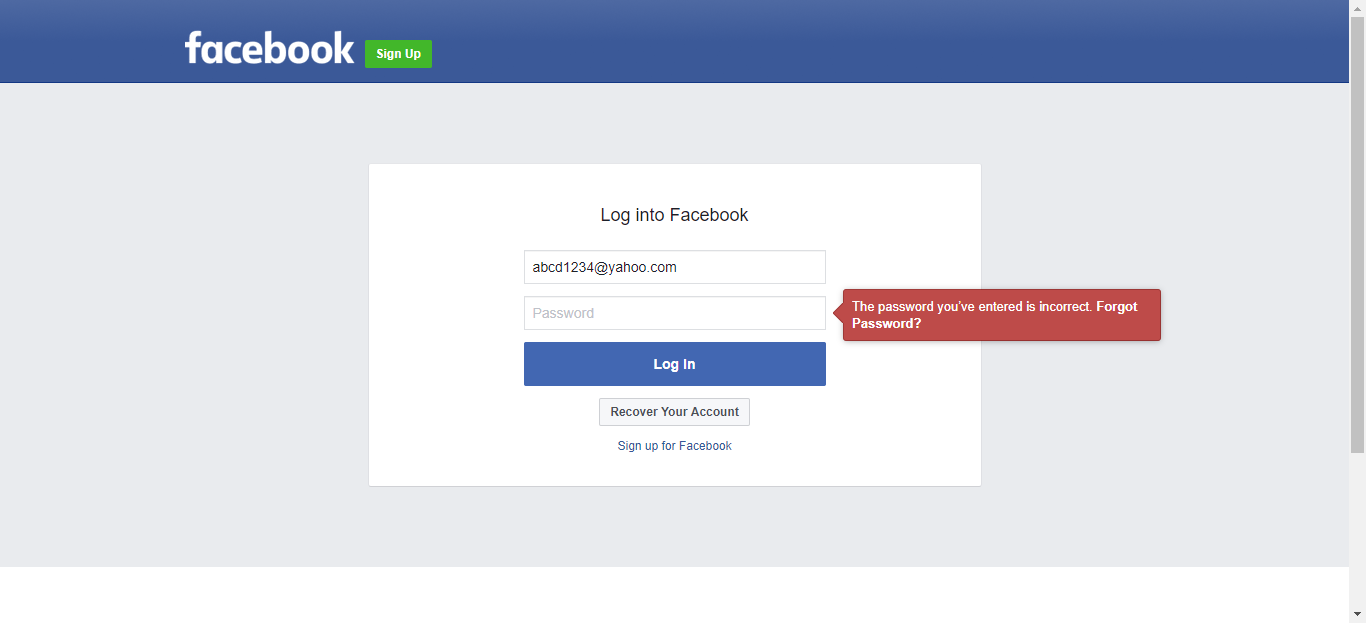 facebook Sign Up
Log into Facebook
abcd1234@yahoo.com
Password
The password you’ve entered is incorrect. Forgot
Password?
Log In
Recover Your Account
Sign up for Facebook